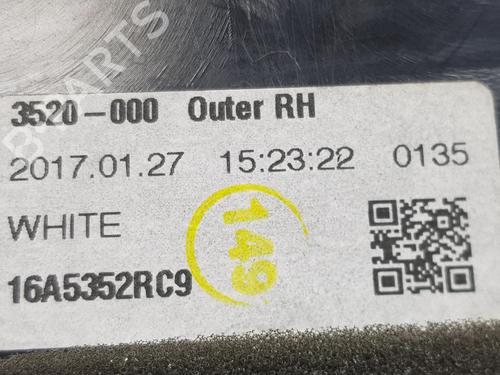 B-PARTS
3520-000 Outer RH
2017.01.27 15:23:22 0135
WHITE
149
16A5352RC9